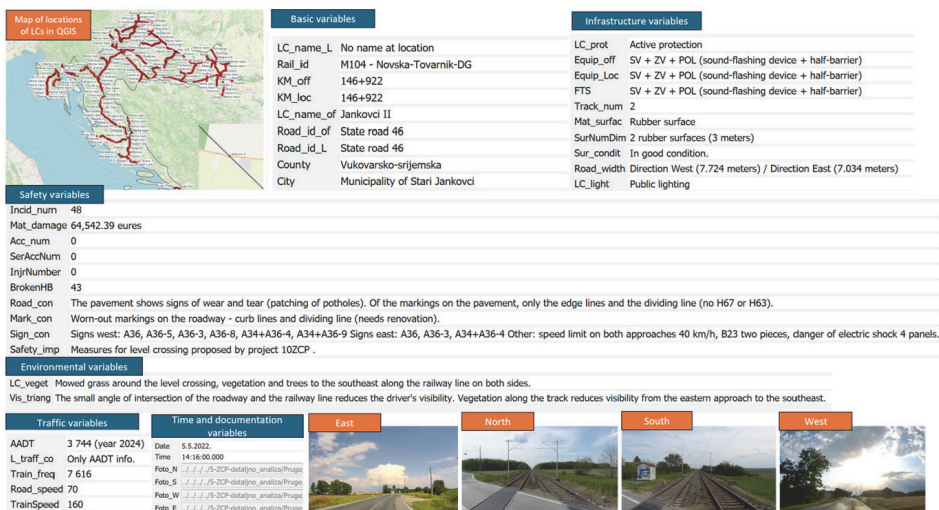 Map of locations
of LCs in QGIS
Basic variables
LC_name_L No name at location
Rail_id M104 - Novska-Tovarnik-DG
KM_off 146+922
KM_loc 146+922
LC_name_of Jankovci II
Road_id_of State road 46
Road_id_L State road 46
County Vukovarsko-srijemska
City Municipality of Stari Jankovci
Infrastructure variables
LC_prot Active protection
Equip_off SV + ZV + POL (sound-flashing device + half-barrier)
Equip_Loc SV + ZV + POL (sound-flashing device + half-barrier)
FTS SV + ZV + POL (sound-flashing device + half-barrier)
Track_num 2
Mat_surfac Rubber surface
SurNumDim 2 rubber surfaces (3 meters)
Sur_condit In good condition.
Road_width Direction West (7.724 meters) / Direction East (7.034 meters)
LC_light Public lighting
Safety variables
Incid_num 48
Mat_damage 64,542.39 eures
Acc_num 0
SerAccNum 0
InjrNumber 0
BrokenHB 43
Road_con The pavement shows signs of wear and tear (patching of potholes). Of the markings on the pavement, only the edge lines and the dividing line (no H67 or H63).
Mark_con Worn-out markings on the roadway - curb lines and dividing line (needs renovation).
Sign_con Signs west: A36, A36-5, A36-3, A36-8, A34+A36-4, A34+A36-9 Signs east: A36, A36-3, A34+A36-4 Other: speed limit on both approaches 40 km/h, B23 two pieces, danger of electric shock 4 panels.
Safety_imp Measures for level crossing proposed by project 10ZCP .
Environmental variables
LC_veget Mowed grass around the level crossing, vegetation and trees to the southeast along the railway line on both sides.
Vis_triang The small angle of intersection of the roadway and the railway line reduces the driver's visibility. Vegetation along the track reduces visibility from the eastern approach to the southeast.
Traffic variables
AADT 3 744 (year 2024)
L_traff_co Only AADT info.
Train_freq 7 616
Road_speed 70
TrainSpeed 160
Time and documentation
variables
Date 5.5.2022.
Time 14:16:00.000
Foto_N ../../../../5-ZCP-detaljno_analiza/Pruge
Foto_S ../../../../5-ZCP-detaljno_analiza/Pruge
Foto_W ../../../../5-ZCP-detaljno_analiza/Pruge
Foto_E ../../../../5-ZCP-detaljno_analiza/Pruge
East
North
South
West